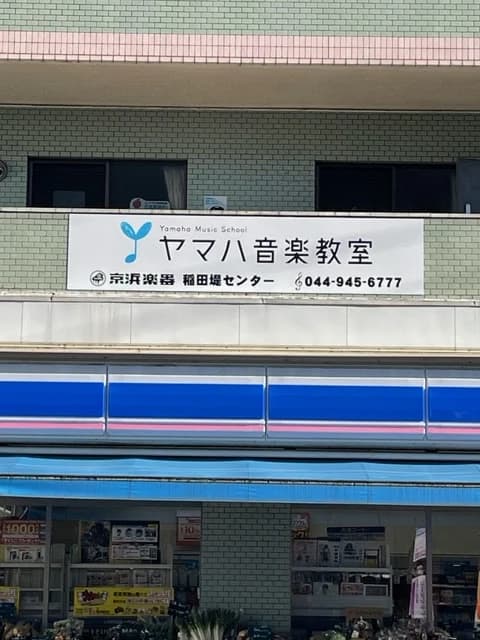 Yamaha Music School
ヤマハ音楽教室
京浜楽器 稲田堤センター 044-945-6777
1000